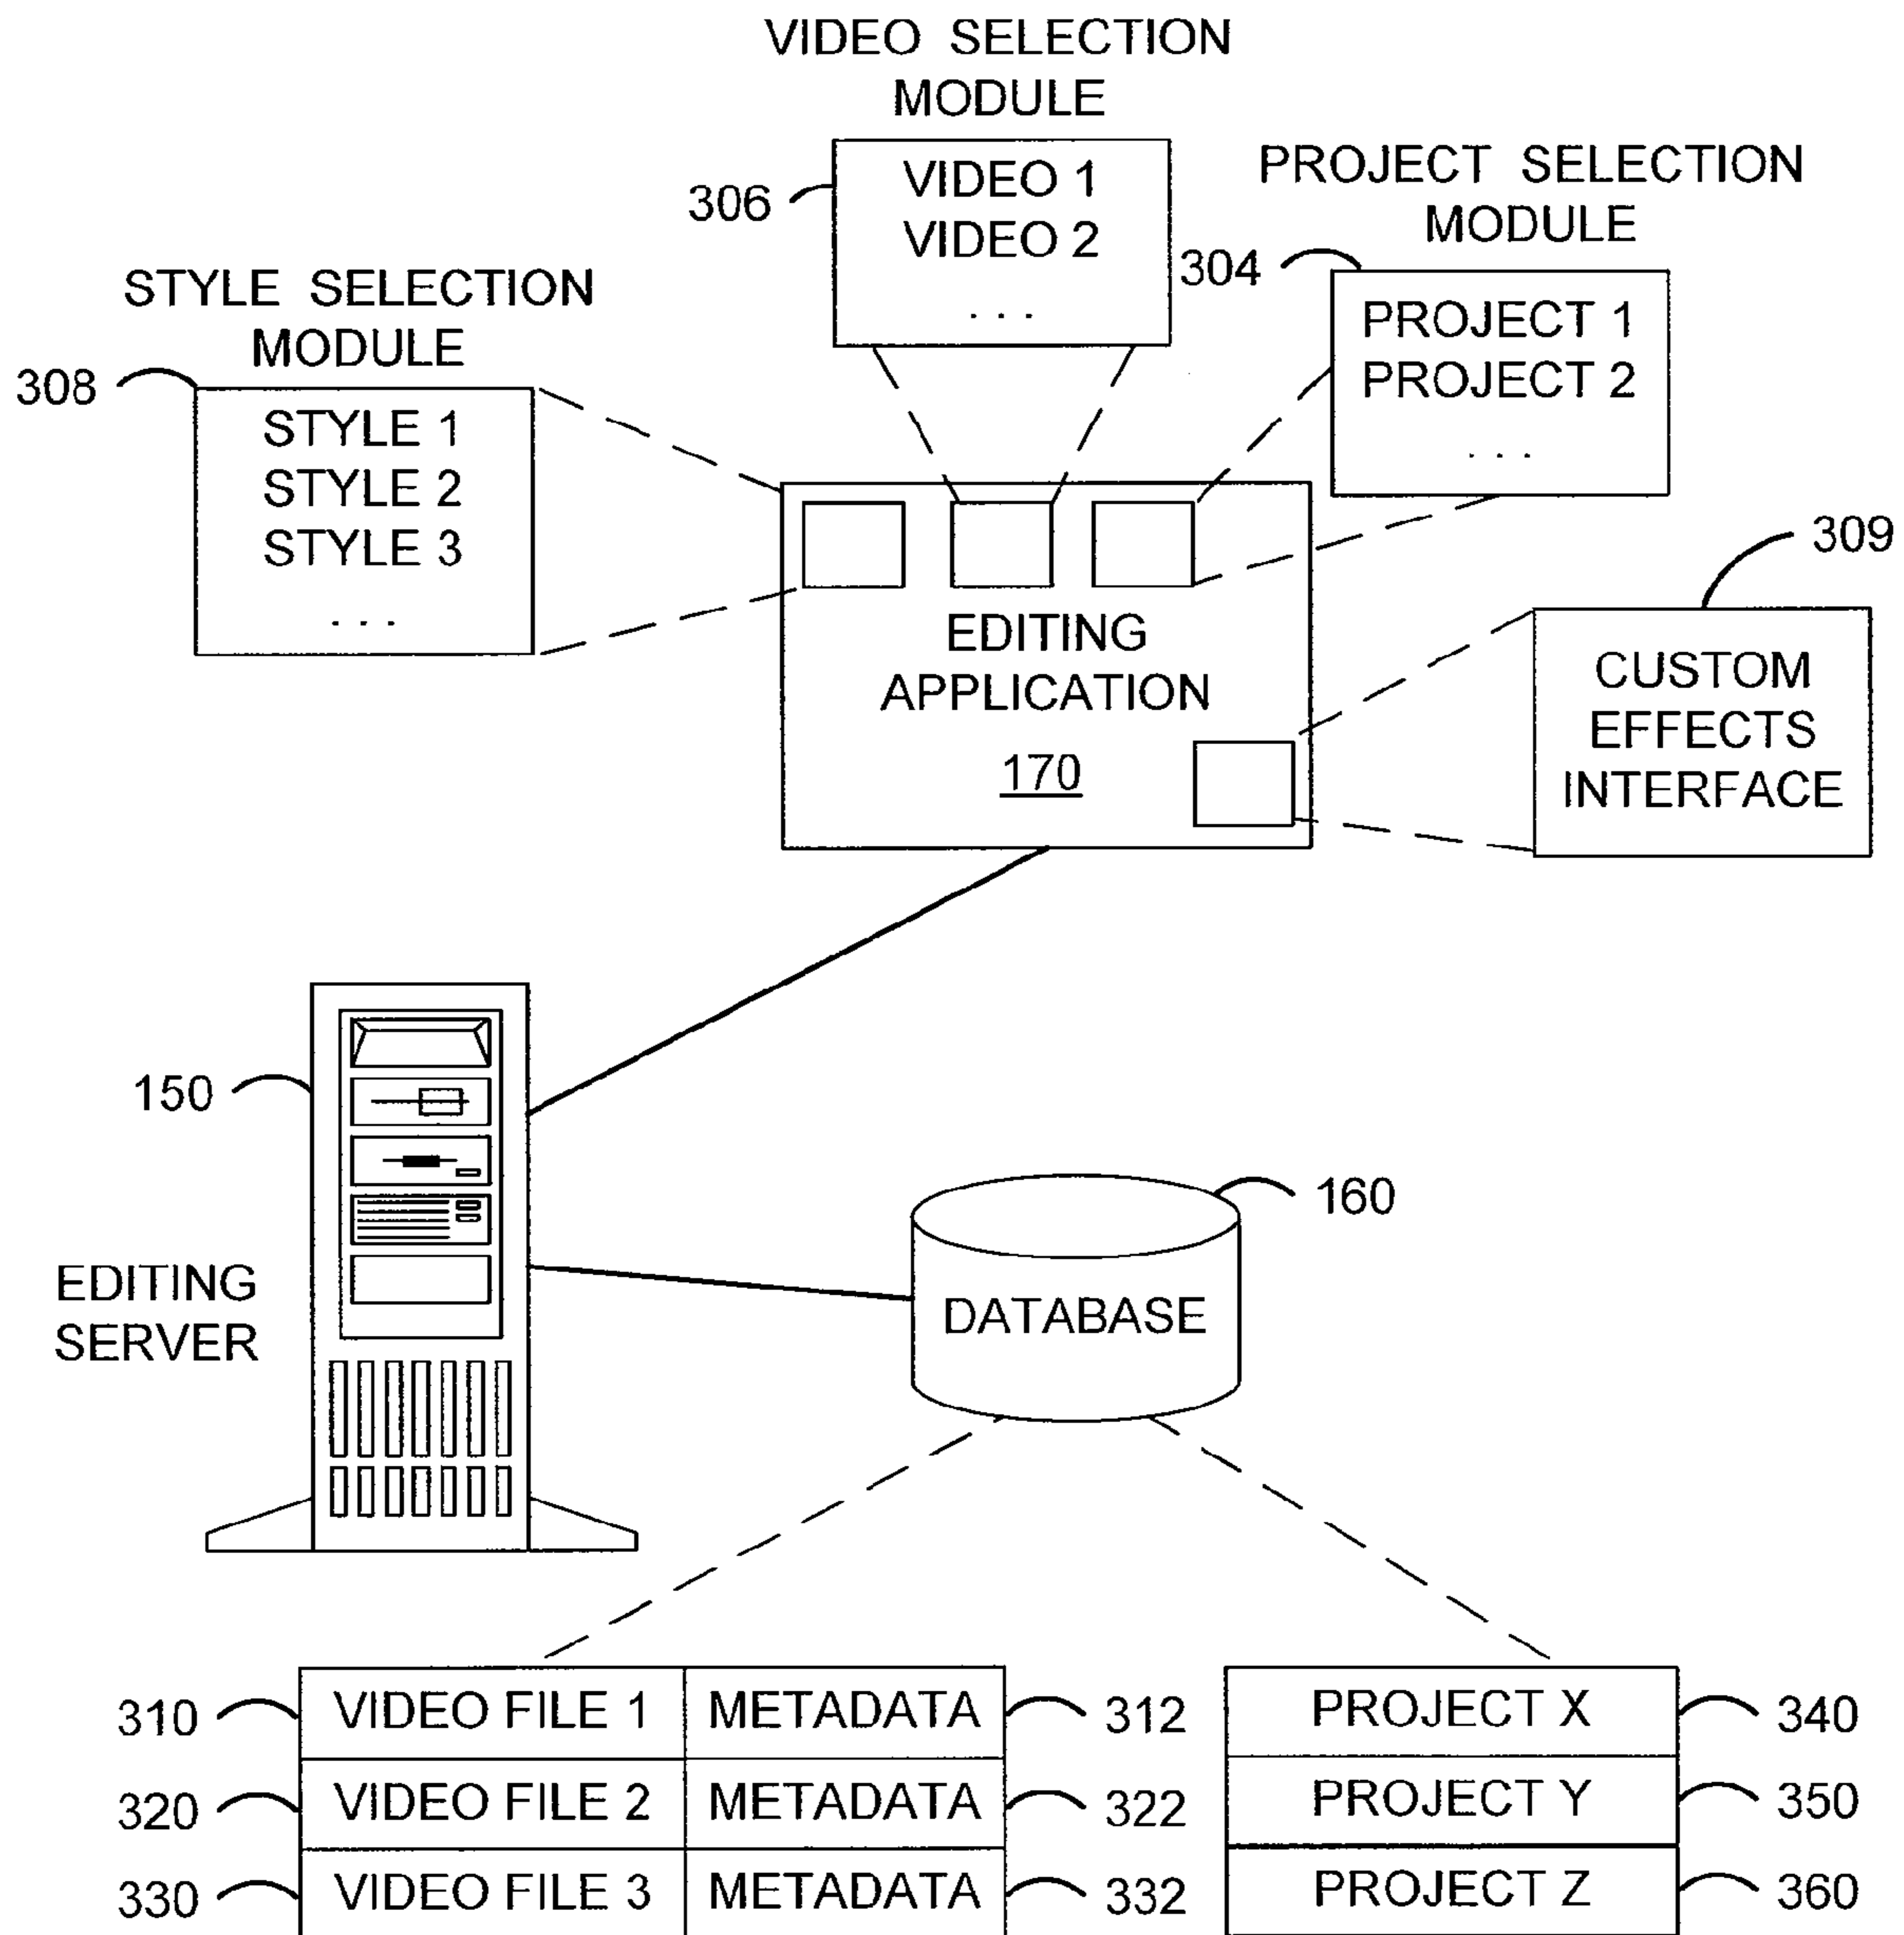 VIDEO SELECTION
MODULE
306
VIDEO 1
VIDEO 2
. . .
PROJECT SELECTION
MODULE
304
PROJECT 1
PROJECT 2
. . .
STYLE SELECTION
MODULE
308
STYLE 1
STYLE 2
STYLE 3
. . .
EDITING
APPLICATION
170
309
CUSTOM
EFFECTS
INTERFACE
150
EDITING
SERVER
160
DATABASE
310 VIDEO FILE 1 METADATA 312
320 VIDEO FILE 2 METADATA 322
330 VIDEO FILE 3 METADATA 332
PROJECT X 340
PROJECT Y 350
PROJECT Z 360